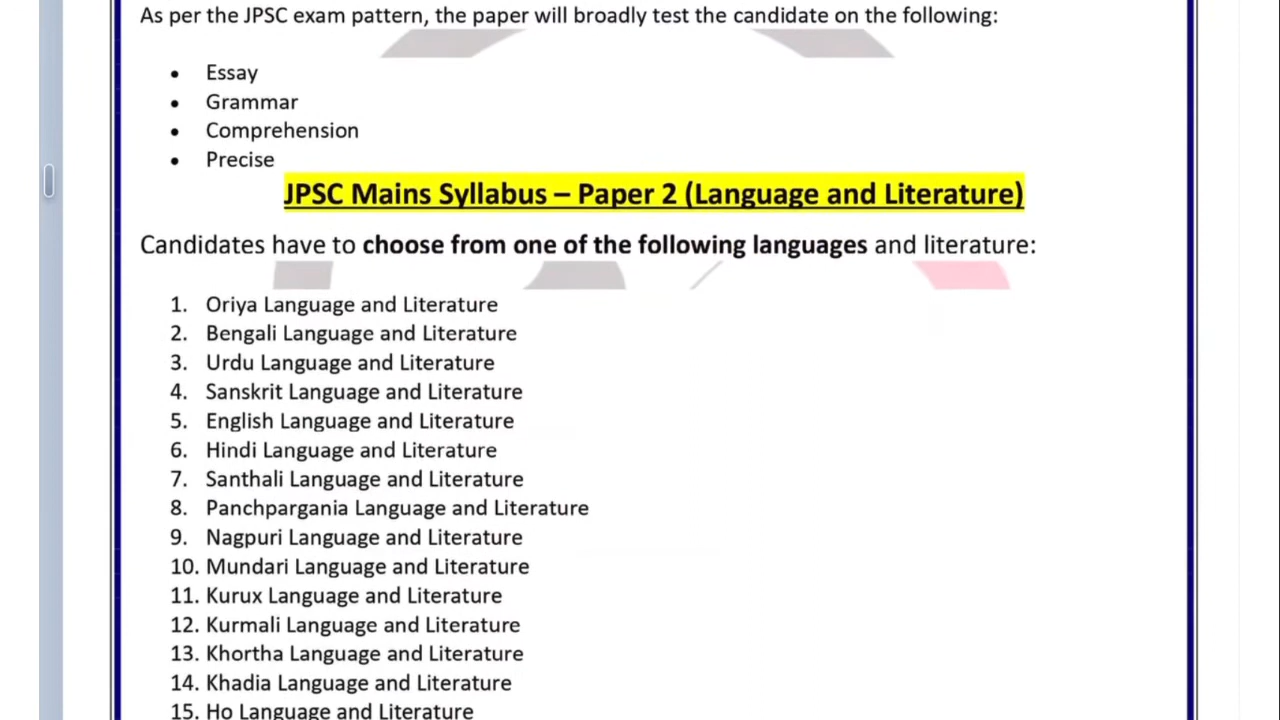 As per the JPSC exam pattern, the paper will broadly test the candidate on the following:
• Essay
• Grammar
• Comprehension
• Precise
JPSC Mains Syllabus – Paper 2 (Language and Literature)
Candidates have to choose from one of the following languages and literature:
1. Oriya Language and Literature
2. Bengali Language and Literature
3. Urdu Language and Literature
4. Sanskrit Language and Literature
5. English Language and Literature
6. Hindi Language and Literature
7. Santhali Language and Literature
8. Panchpargania Language and Literature
9. Nagpuri Language and Literature
10. Mundari Language and Literature
11. Kurux Language and Literature
12. Kurmali Language and Literature
13. Khortha Language and Literature
14. Khadia Language and Literature
15. Ho Language and Literature